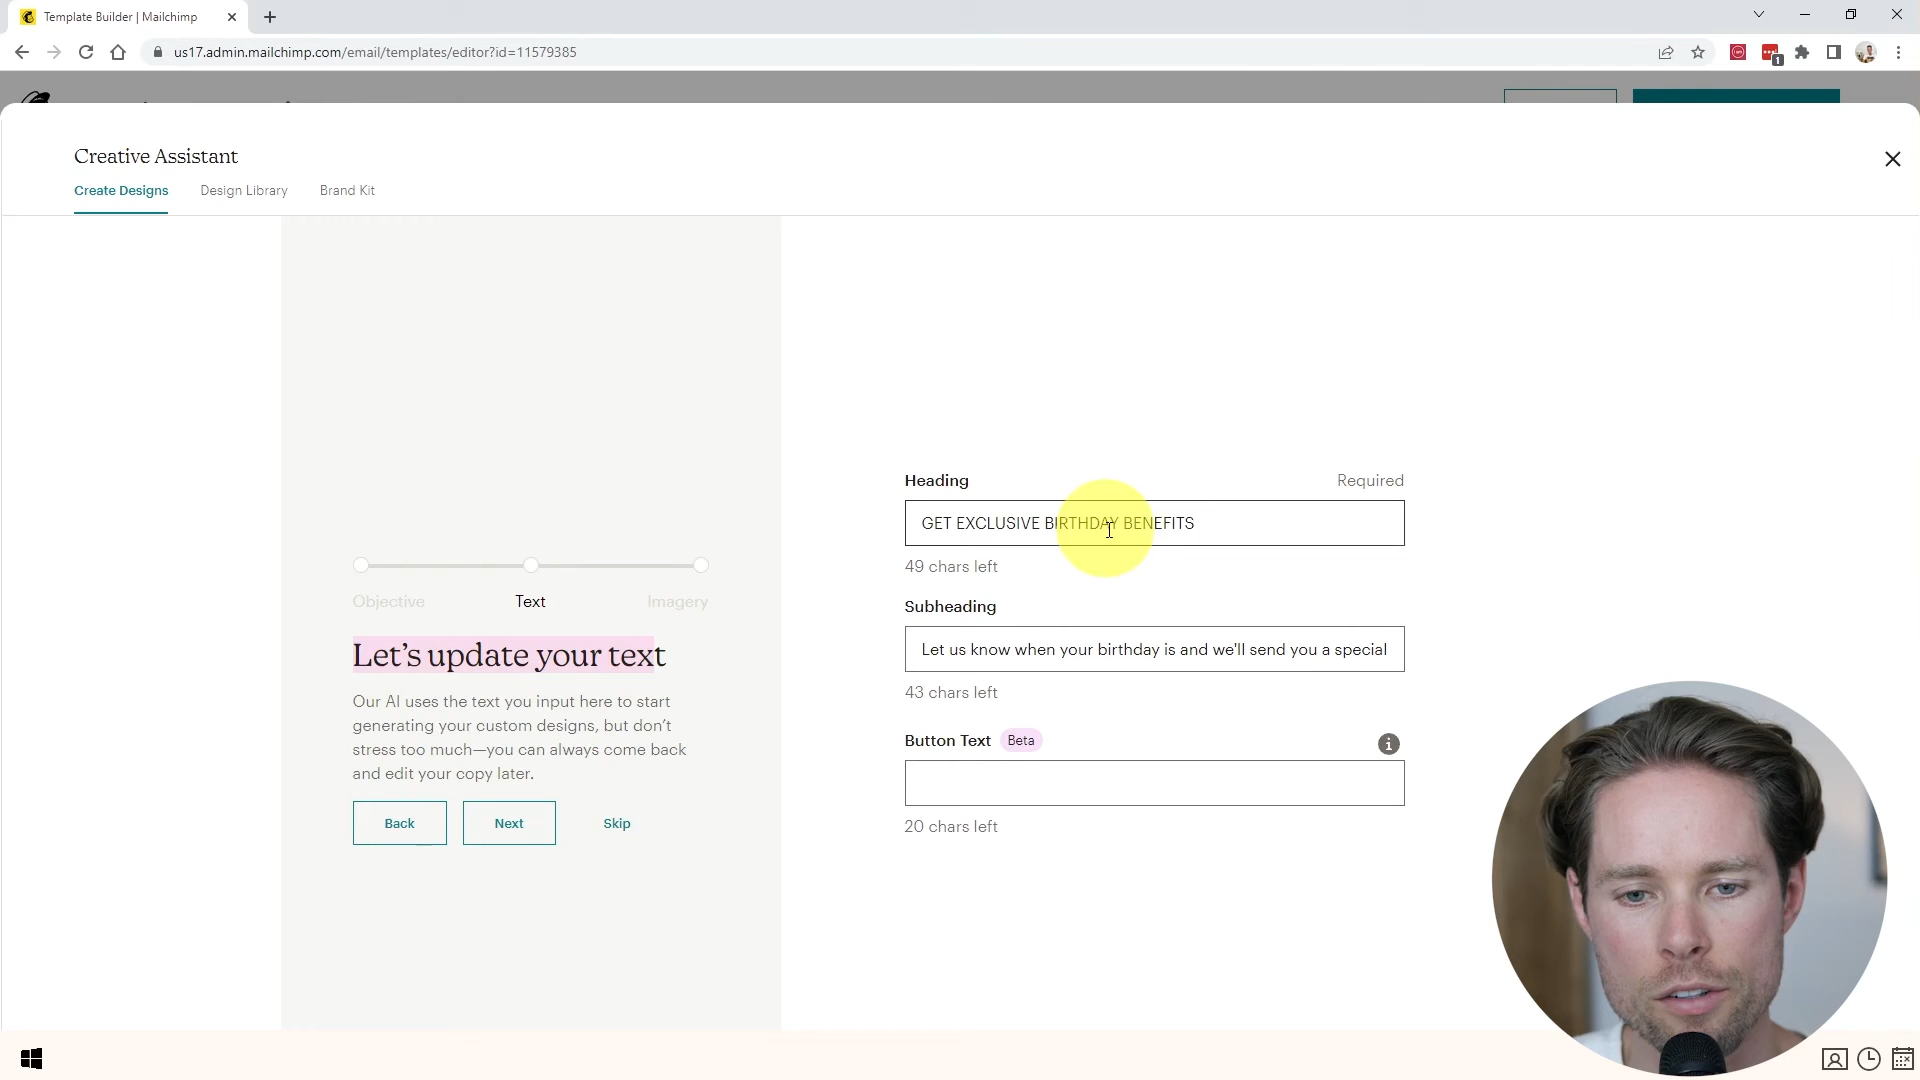 Template Builder | Mailchimp
us17.admin.mailchimp.com/email/templates/editor?id=11579385
1
Creative Assistant
Create Designs
Design Library
Brand Kit
Objective
Text
Imagery
Let's update your text
Our AI uses the text you input here to start
generating your custom designs, but don't
stress too much—you can always come back
and edit your copy later.
Back
Next
Skip
Heading
Required
GET EXCLUSIVE BIRTHDAY BENEFITS
49 chars left
Subheading
Let us know when your birthday is and we'll send you a special
43 chars left
Button Text
Beta
20 chars left